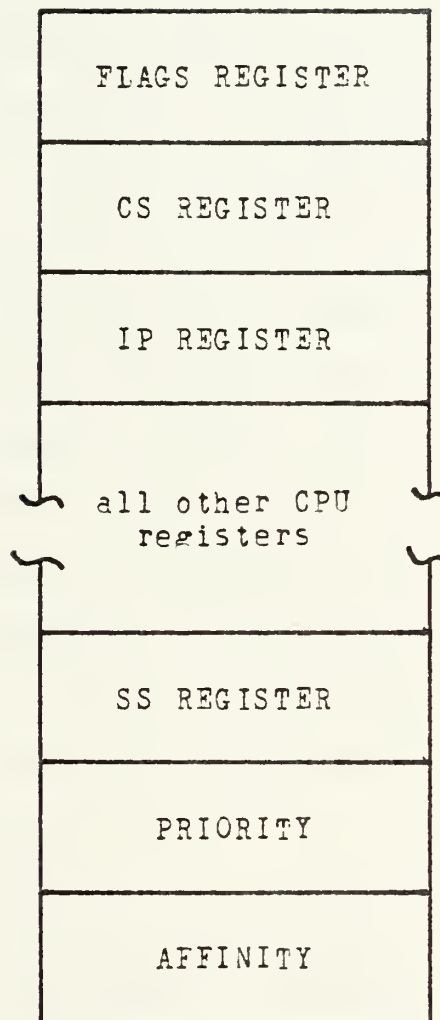 FLAGS REGISTER
CS REGISTER
IP REGISTER
all other CPU
registers
SS REGISTER
PRIORITY
AFFINITY